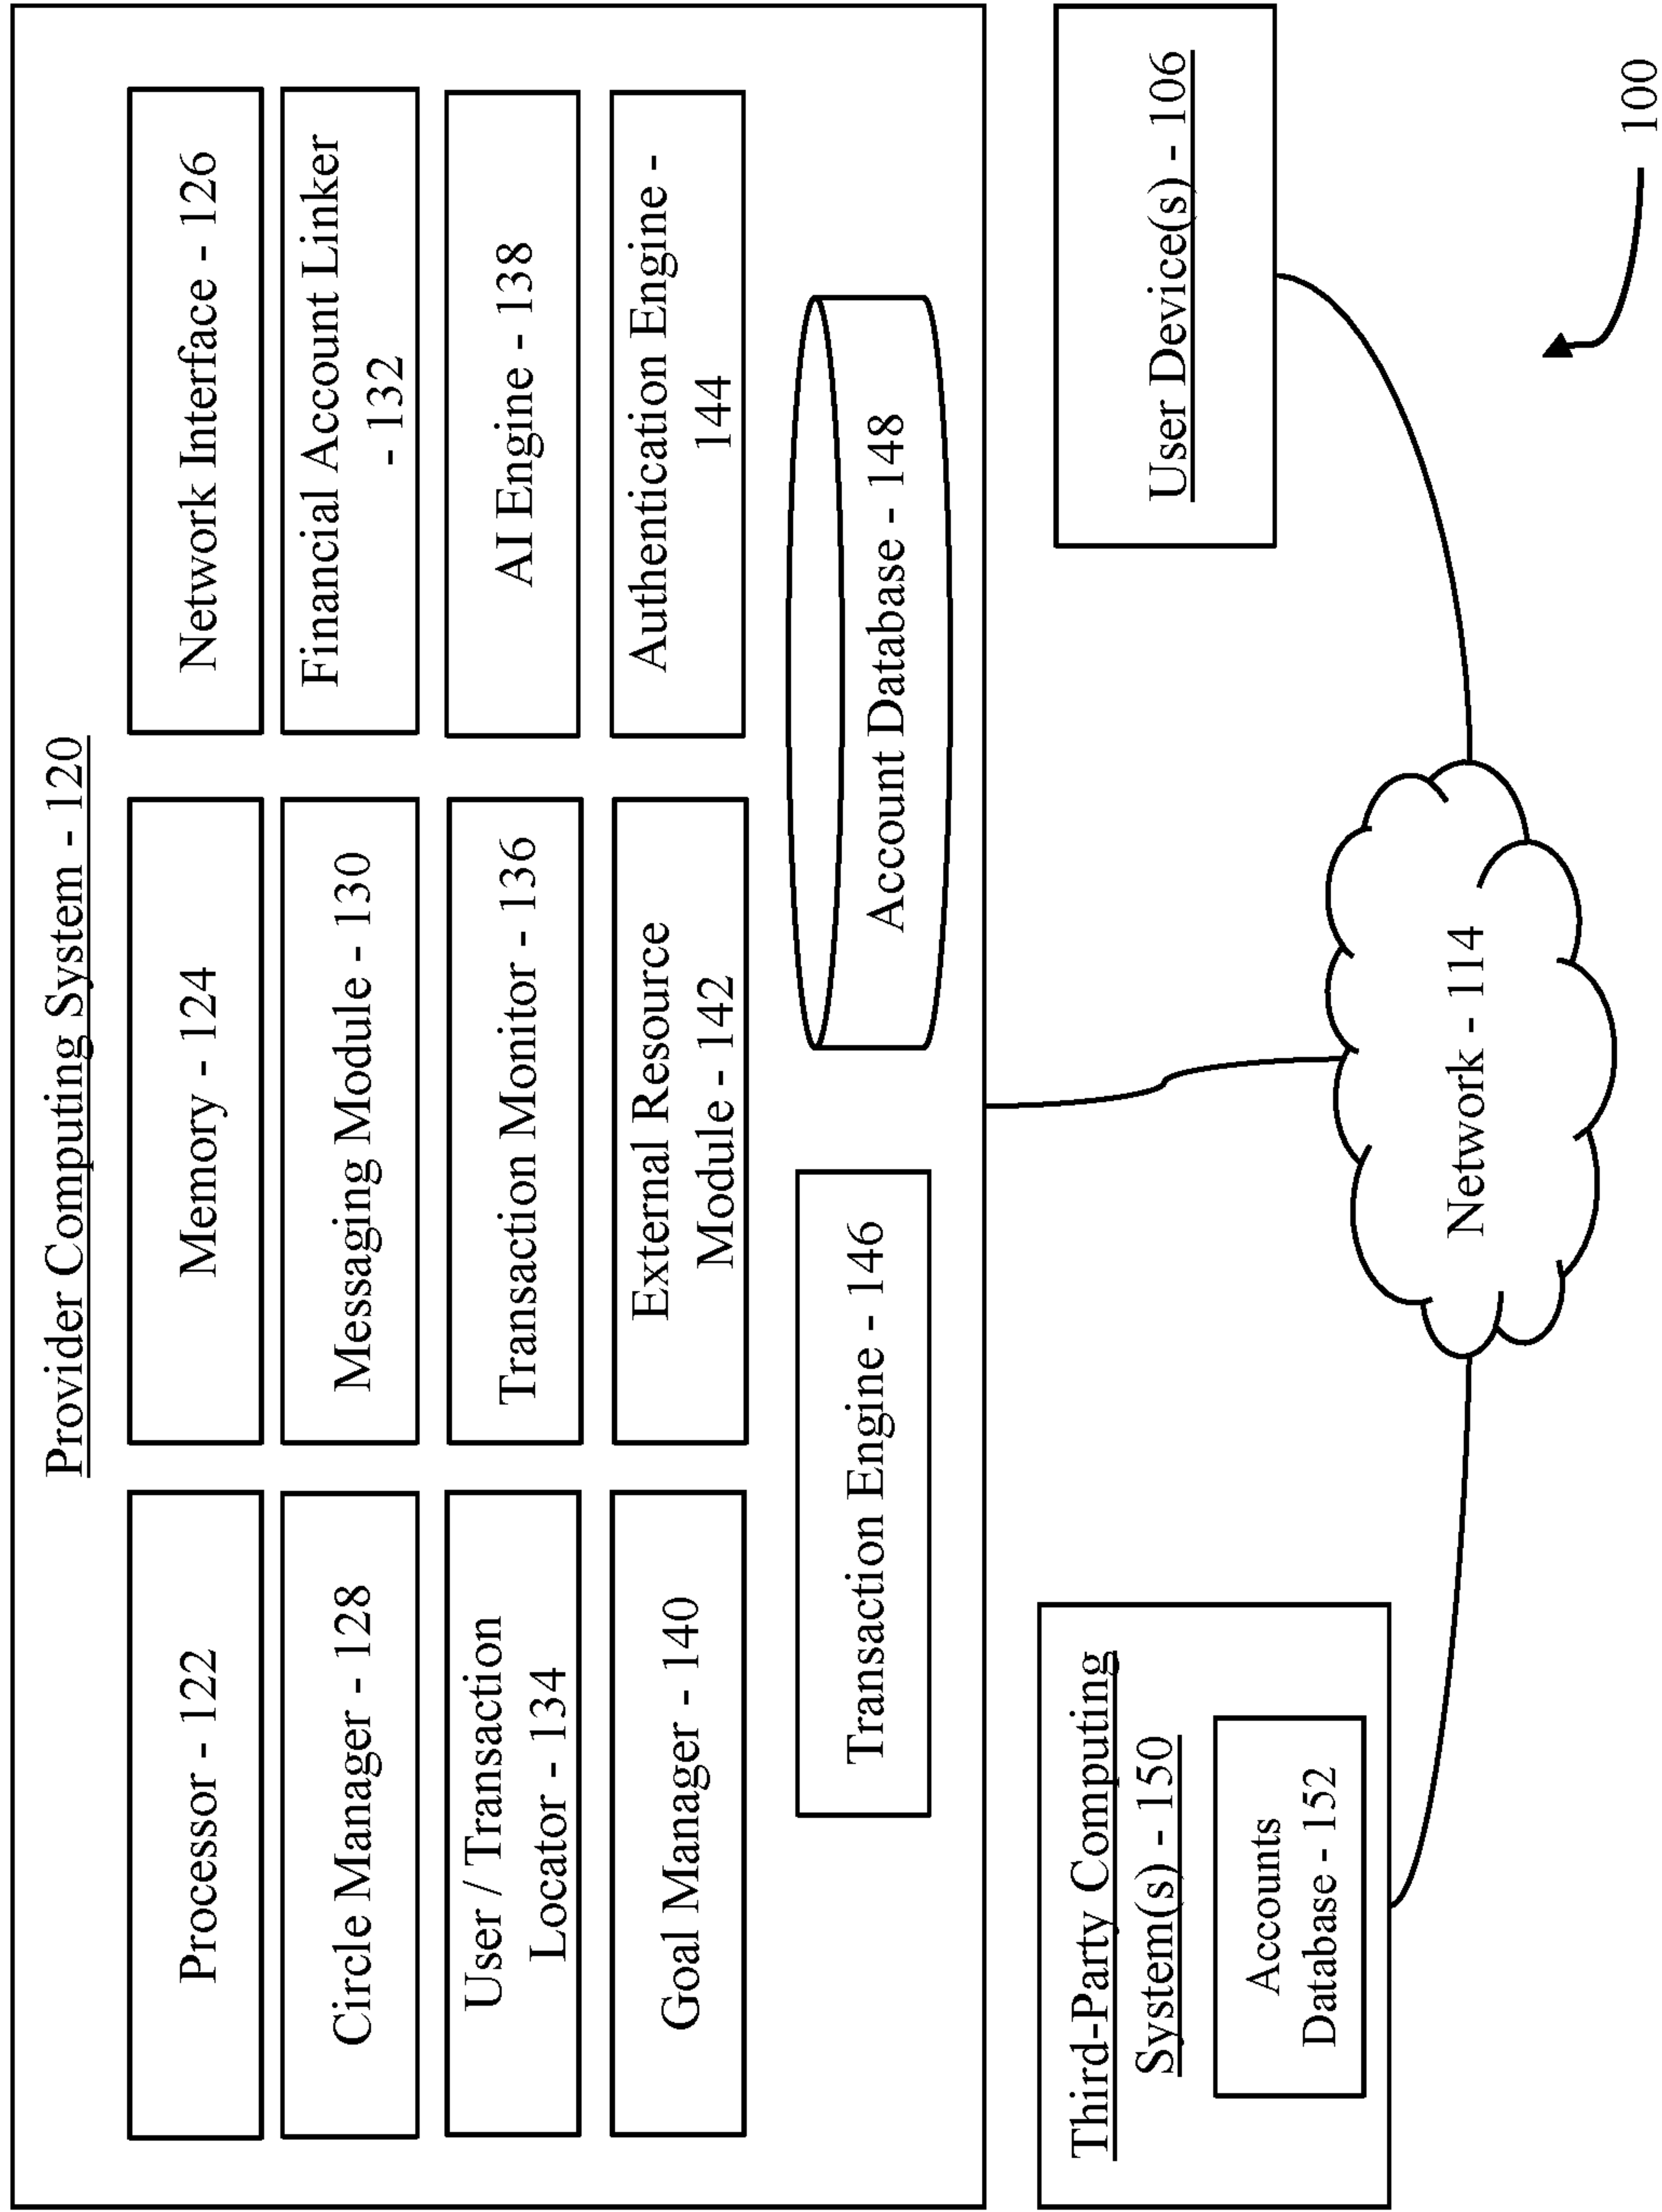 Provider Computing System - 120
Processor - 122
Memory - 124
Network Interface - 126
Circle Manager - 128
Messaging Module - 130
Financial Account Linker
- 132
User / Transaction
Locator - 134
Transaction Monitor - 136
AI Engine - 138
Goal Manager - 140
External Resource
Module - 142
Authentication Engine -
144
Transaction Engine - 146
Account Database - 148
Third-Party Computing
System(s) - 150
Accounts
Database - 152
Network - 114
User Device(s) - 106
100